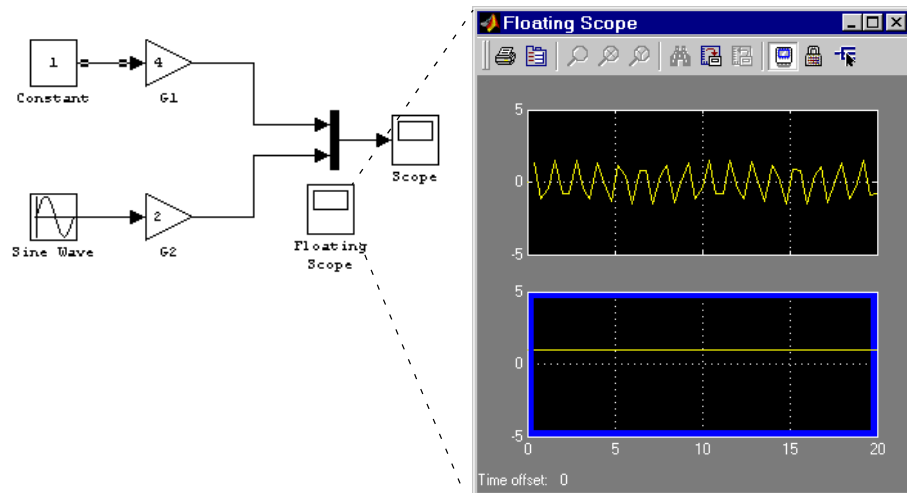 1
Constant
4
G1
Sine Wave
2
G2
Floating
Scope
Scope
Floating Scope
5
0
-5
5
0
-5
0
5
10
15
20
Time offset: 0